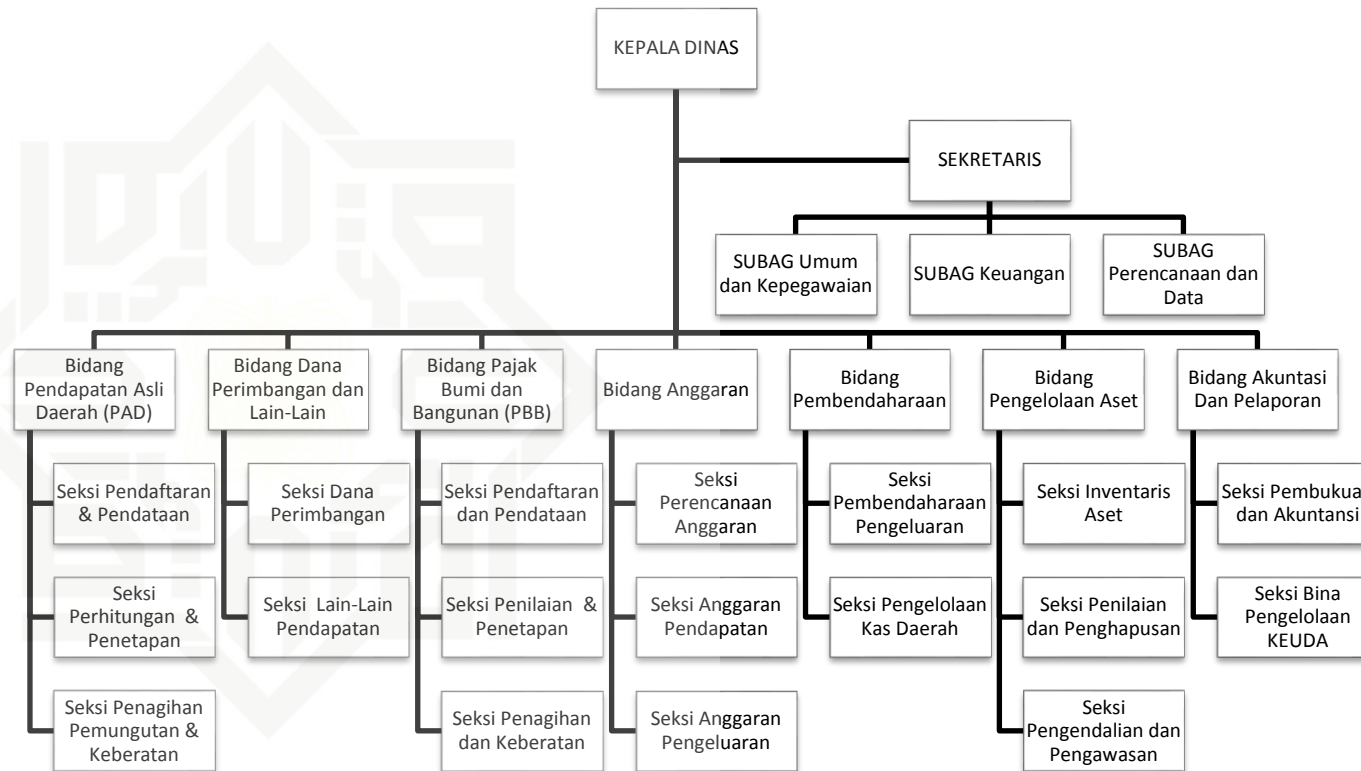 KEPALA DINAS
SEKRETARIS
SUBAG Umum
dan Kepegawaian
SUBAG Keuangan
SUBAG
Perencanaan dan
Data
Bidang
Pendapatan Asli
Daerah (PAD)
Bidang Dana
Perimbangan dan
Lain-Lain
Bidang Pajak
Bumi dan
Bangunan (PBB)
Bidang Anggaran
Bidang
Pembendaharaan
Bidang
Pengelolaan Aset
Bidang Akuntasi
Dan Pelaporan
Seksi Pendaftaran
& Pendataan
Seksi Dana
Perimbangan
Seksi Pendaftaran
dan Pendataan
Seksi
Perencanaan
Anggaran
Seksi
Pembendaharaan
Pengeluaran
Seksi Inventaris
Aset
Seksi Pembukua
dan Akuntansi
Seksi
Perhitungan &
Penetapan
Seksi Lain-Lain
Pendapatan
Seksi Penilaian &
Penetapan
Seksi Anggaran
Pendapatan
Seksi Pengelolaan
Kas Daerah
Seksi Penilaian
dan Penghapusan
Seksi Bina
Pengelolaan
KEUDA
Seksi Penagihan
Pemungutan &
Keberatan
Seksi Penagihan
dan Keberatan
Seksi Anggaran
Pengeluaran
Seksi
Pengendalian dan
Pengawasan